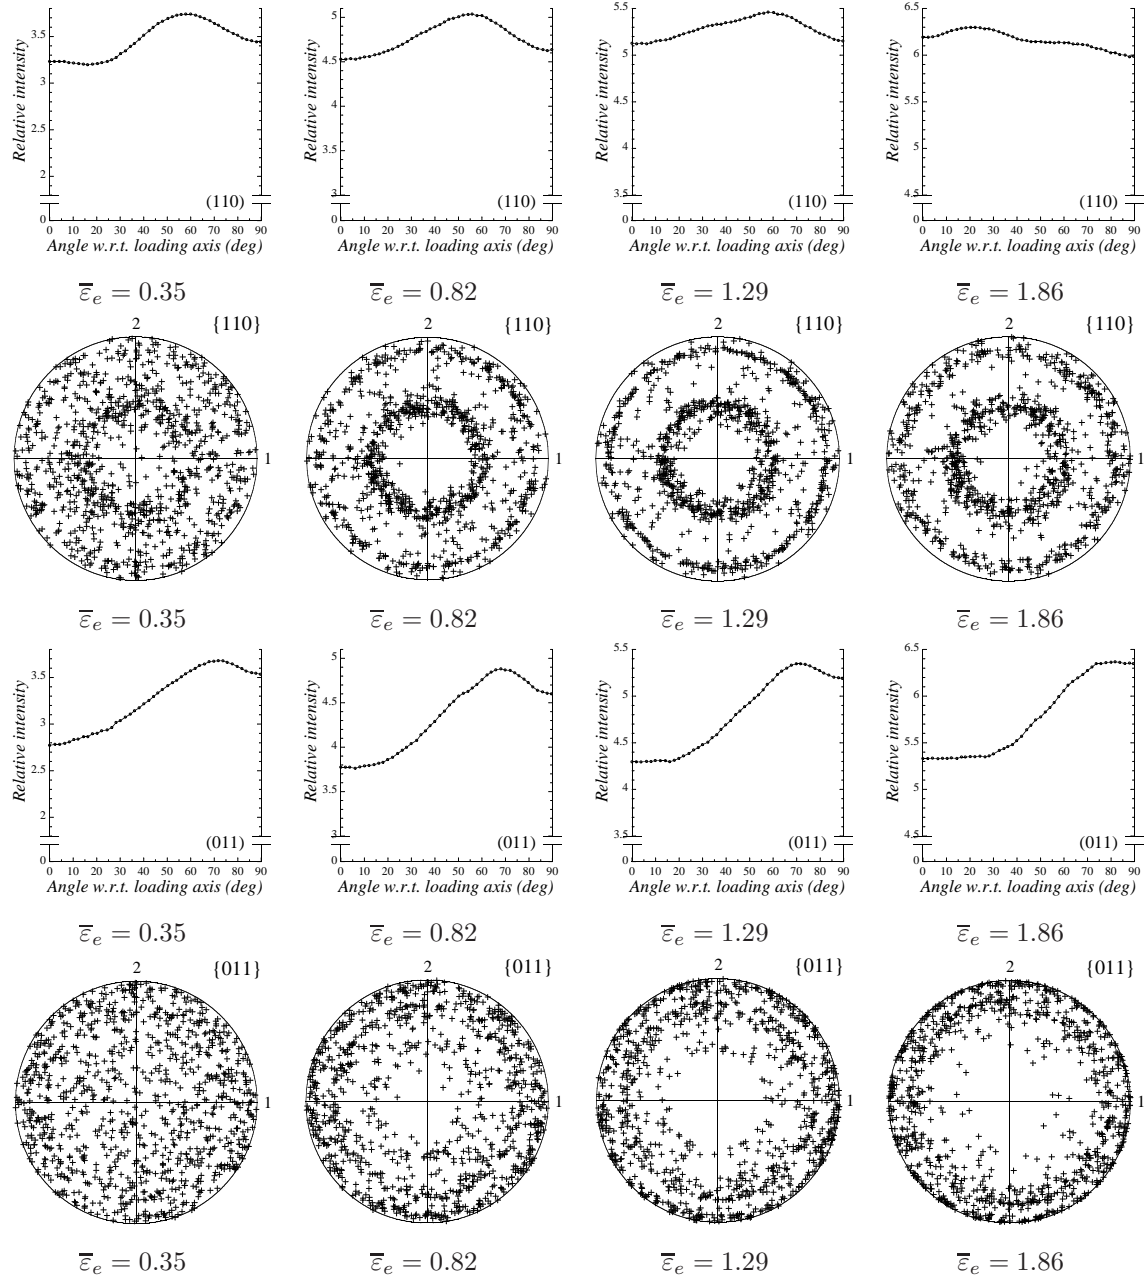 3.5 3 2.5 2 0
Relative intensity
(110)
0 10 20 30 40 50 60 70 80 90
Angle w.r.t. loading axis (deg)
5 4.5 4 3.5 3 0
Relative intensity
(110)
0 10 20 30 40 50 60 70 80 90
Angle w.r.t. loading axis (deg)
5.5 5 4.5 4 3.5 0
Relative intensity
(110)
0 10 20 30 40 50 60 70 80 90
Angle w.r.t. loading axis (deg)
6.5 6 5.5 5 4.5 0
Relative intensity
(110)
0 10 20 30 40 50 60 70 80 90
Angle w.r.t. loading axis (deg)
ε̅e = 0.35
ε̅e = 0.82
ε̅e = 1.29
ε̅e = 1.86
2 {110}
1
2 {110}
1
2 {110}
1
2 {110}
1
ε̅e = 0.35
ε̅e = 0.82
ε̅e = 1.29
ε̅e = 1.86
3.5 3 2.5 2 0
Relative intensity
(011)
0 10 20 30 40 50 60 70 80 90
Angle w.r.t. loading axis (deg)
5 4.5 4 3.5 3 0
Relative intensity
(011)
0 10 20 30 40 50 60 70 80 90
Angle w.r.t. loading axis (deg)
5.5 5 4.5 4 3.5 0
Relative intensity
(011)
0 10 20 30 40 50 60 70 80 90
Angle w.r.t. loading axis (deg)
6.5 6 5.5 5 4.5 0
Relative intensity
(011)
0 10 20 30 40 50 60 70 80 90
Angle w.r.t. loading axis (deg)
ε̅e = 0.35
ε̅e = 0.82
ε̅e = 1.29
ε̅e = 1.86
2 {011}
1
2 {011}
1
2 {011}
1
2 {011}
1
ε̅e = 0.35
ε̅e = 0.82
ε̅e = 1.29
ε̅e = 1.86